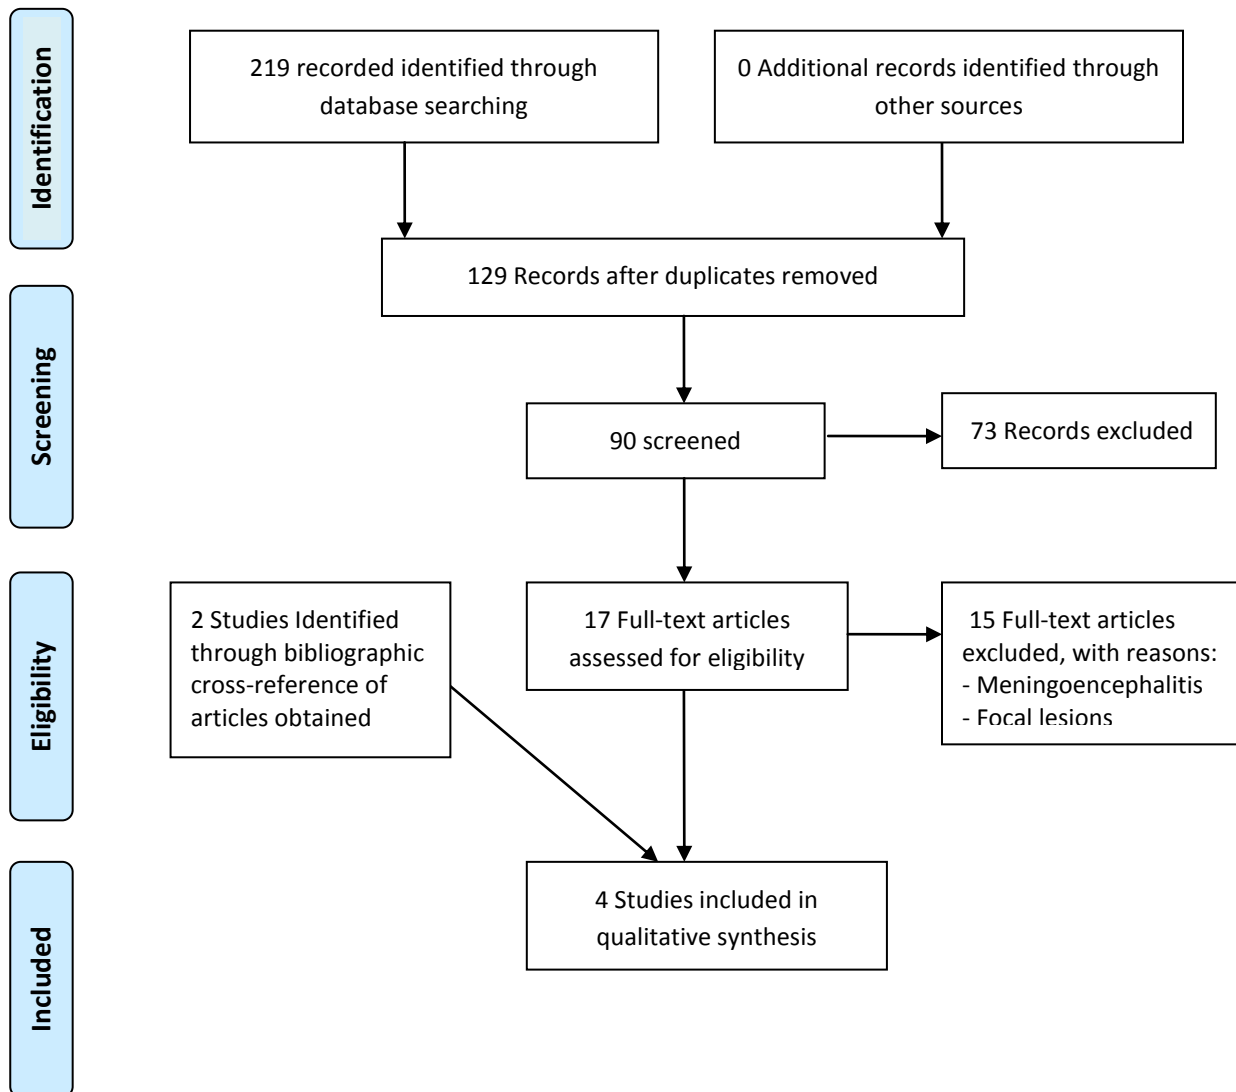 Identification
219 recorded identified through
database searching
0 Additional records identified through
other sources
129 Records after duplicates removed
Screening
90 screened
73 Records excluded
Eligibility
2 Studies Identified
through bibliographic
cross-reference of
articles obtained
17 Full-text articles
assessed for eligibility
15 Full-text articles
excluded, with reasons:
- Meningoencephalitis
- Focal lesions
Included
4 Studies included in
qualitative synthesis